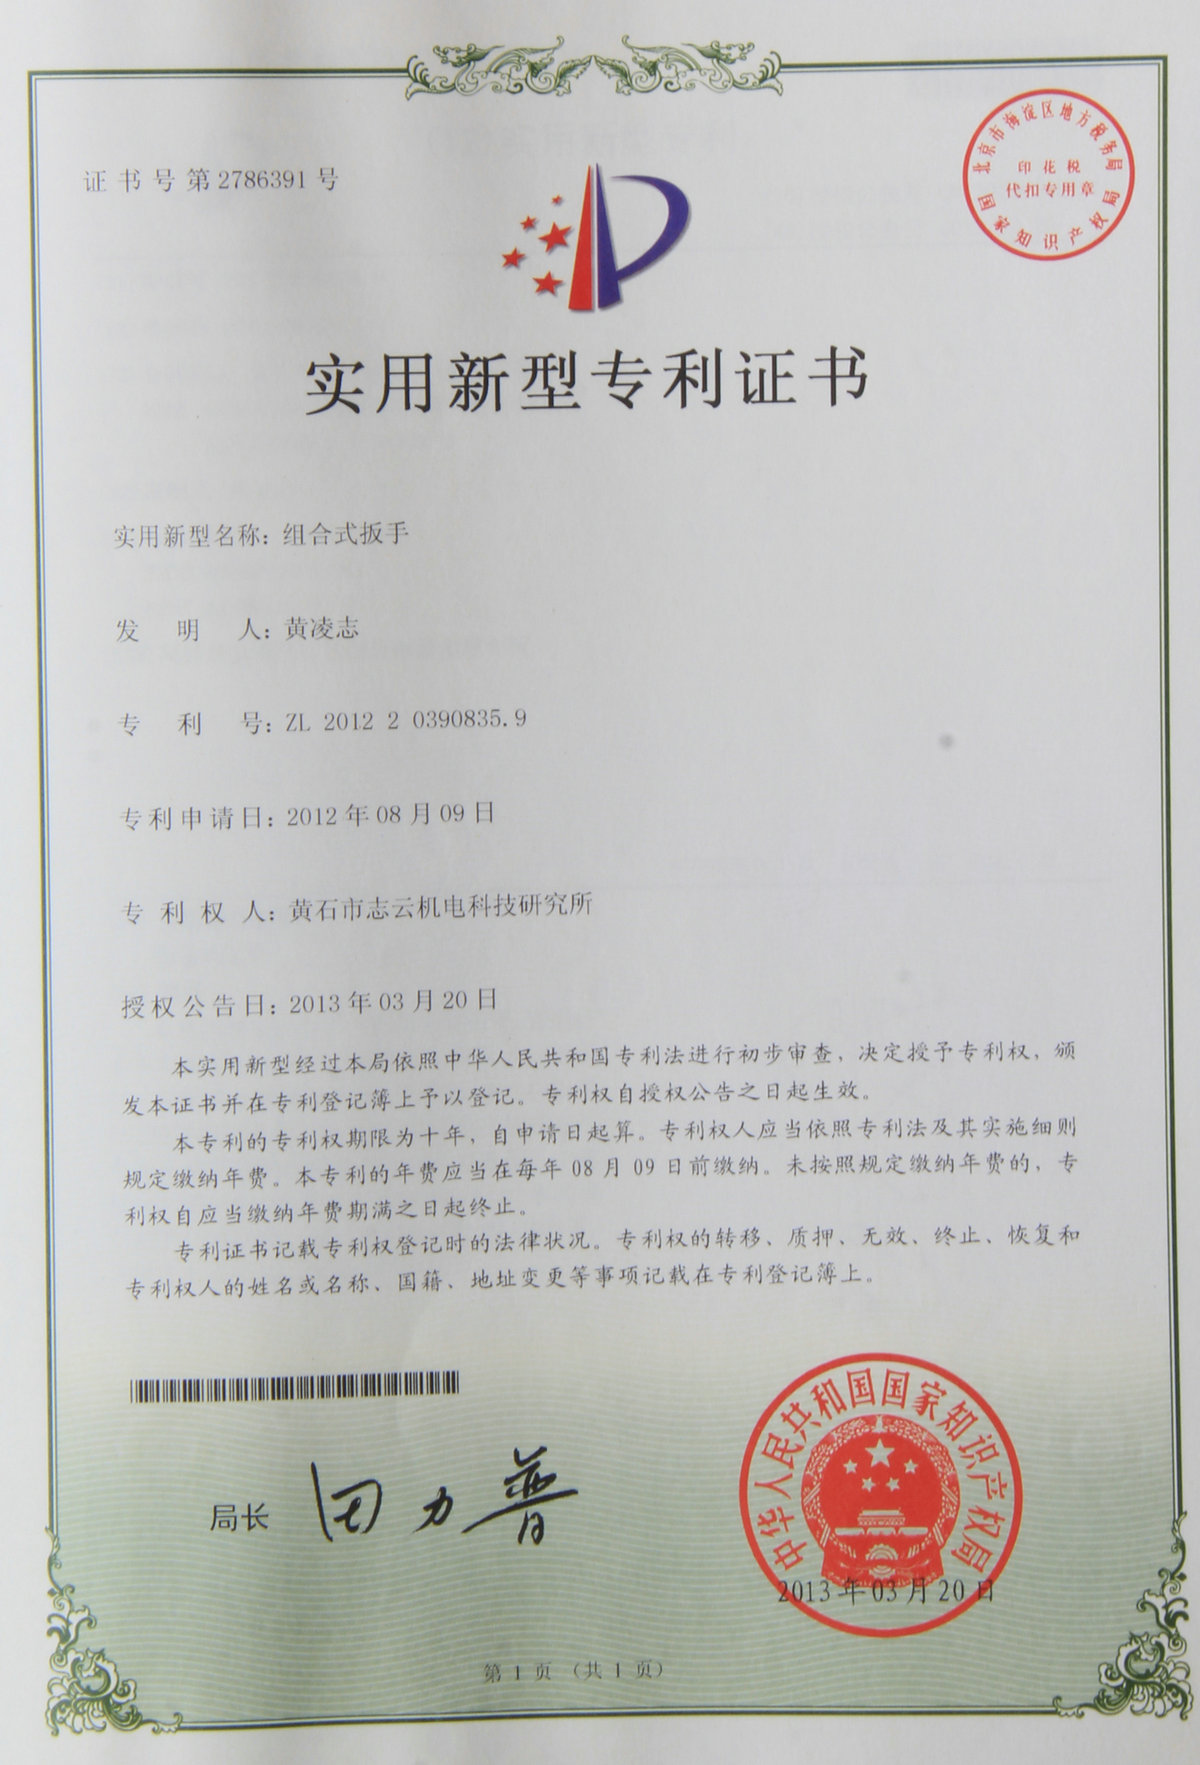 证书号第2786391号
北京市海淀区地方税务局
印花税
代扣专用章
国家知识产权局
实用新型专利证书
实用新型名称：组合式扳手
发明人：黄凌志
专利号：ZL 2012 2 0390835.9
专利申请日：2012年08月09日
专利权人：黄石市志云机电科技研究所
授权公告日：2013年03月20日
本实用新型经过本局依照中华人民共和国专利法进行初步审查，决定授予专利权，颁
发本证书并在专利登记簿上予以登记。专利权自授权公告之日起生效。
本专利的专利权期限为十年，自申请日起算。专利权人应当依照专利法及其实施细则
规定缴纳年费。本专利的年费应当在每年08月09日前缴纳。未按照规定缴纳年费的，专
利权自应当缴纳年费期满之日起终止。
专利证书记载专利权登记时的法律状况。专利权的转移、质押、无效、终止、恢复和
专利权人的姓名或名称、国籍、地址变更等事项记载在专利登记簿上。
局长 田力普
中华人民共和国国家知识产权局
2013年03月20日
第1页（共1页）